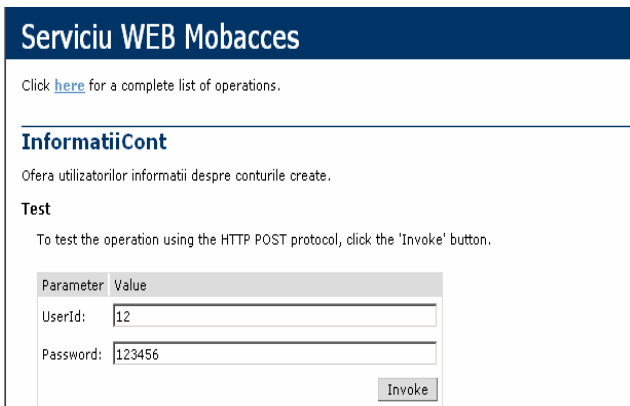 Serviciu WEB Mobacces
Click here for a complete list of operations.
InformatiiCont
Ofera utilizatorilor informatii despre conturile create.
Test
To test the operation using the HTTP POST protocol, click the 'Invoke' button.
Parameter Value
UserId: 12
Password: 123456
Invoke